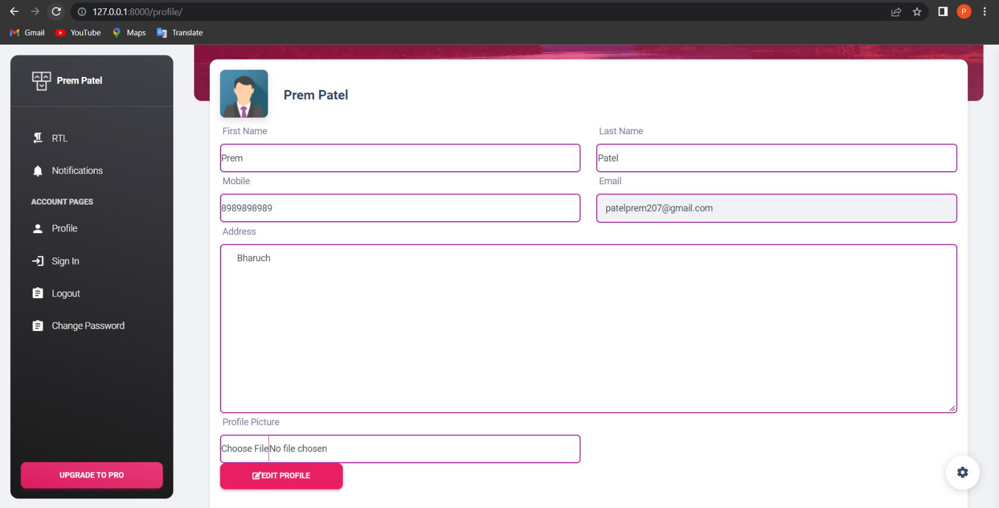 127.0.0.1:8000/profile/
P
Gmail YouTube Maps Translate
Prem Patel
RTL
Notifications
ACCOUNT PAGES
Profile
Sign In
Logout
Change Password
UPGRADE TO PRO
Prem Patel
First Name Last Name
Prem Patel
Mobile Email
8989898989 patelprem207@gmail.com
Address
Bharuch
Profile Picture
Choose File No file chosen
EDIT PROFILE